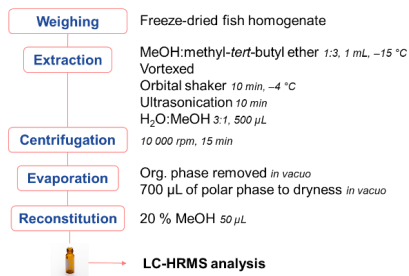 Weighing
Freeze-dried fish homogenate
Extraction
MeOH:methyl-tert-butyl ether 1:3, 1 mL, –15 °C
Vortexed
Orbital shaker 10 min, –4 °C
Ultrasonication 10 min
H₂O:MeOH 3:1, 500 µL
Centrifugation
10 000 rpm, 15 min
Evaporation
Org. phase removed in vacuo
700 µL of polar phase to dryness in vacuo
Reconstitution
20 % MeOH 50 µL
LC-HRMS analysis